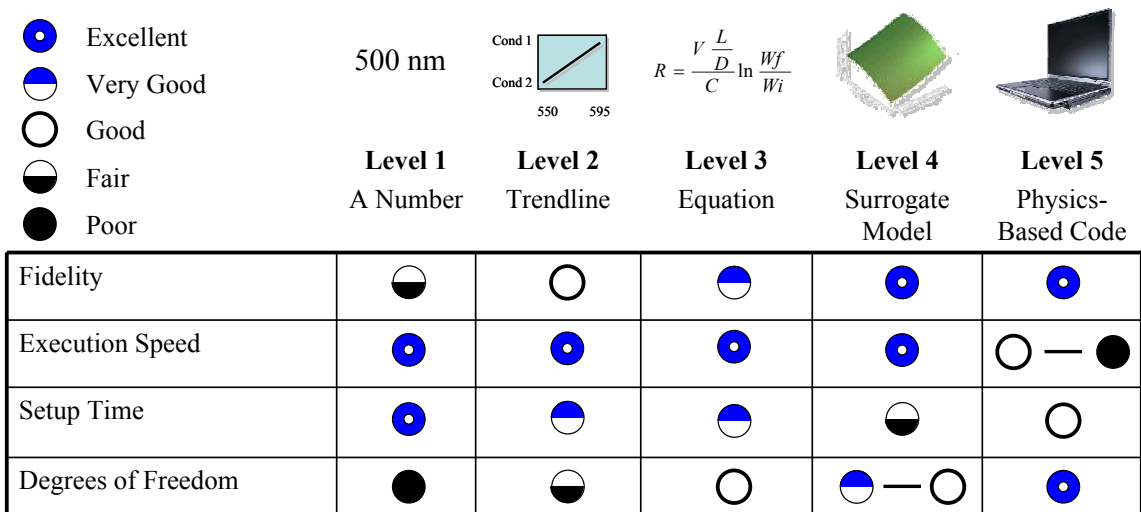 Excellent
Very Good
Good
Fair
Poor
500 nm
Cond 1
Cond 2
550 595
R = V L/D / C ln Wf/Wi
Level 1
A Number
Level 2
Trendline
Level 3
Equation
Level 4
Surrogate
Model
Level 5
Physics-
Based Code
Fidelity
Execution Speed
Setup Time
Degrees of Freedom